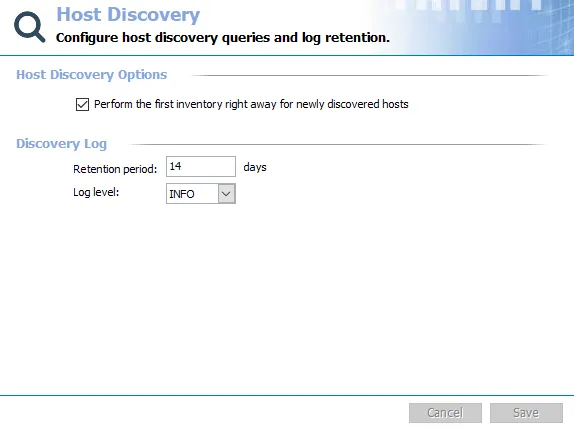 Host Discovery
Configure host discovery queries and log retention.
Host Discovery Options
Perform the first inventory right away for newly discovered hosts
Discovery Log
Retention period: 14 days
Log level: INFO
Cancel Save